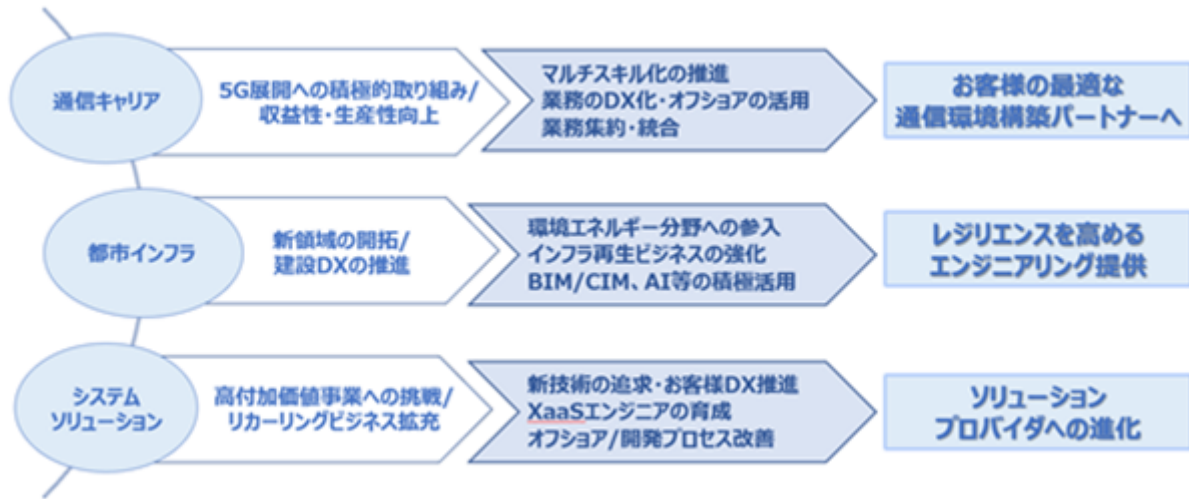 通信キャリア
5G展開への積極的取り組み/
収益性・生産性向上
マルチスキル化の推進
業務のDX化・オフショアの活用
業務集約・統合
お客様の最適な
通信環境構築パートナーへ
都市インフラ
新領域の開拓/
建設DXの推進
環境エネルギー分野への参入
インフラ再生ビジネスの強化
BIM/CIM、AI等の積極活用
レジリエンスを高める
エンジニアリング提供
システム
ソリューション
高付加価値事業への挑戦/
リカーリングビジネス拡充
新技術の追求・お客様DX推進
XaaSエンジニアの育成
オフショア/開発プロセス改善
ソリューション
プロバイダへの進化